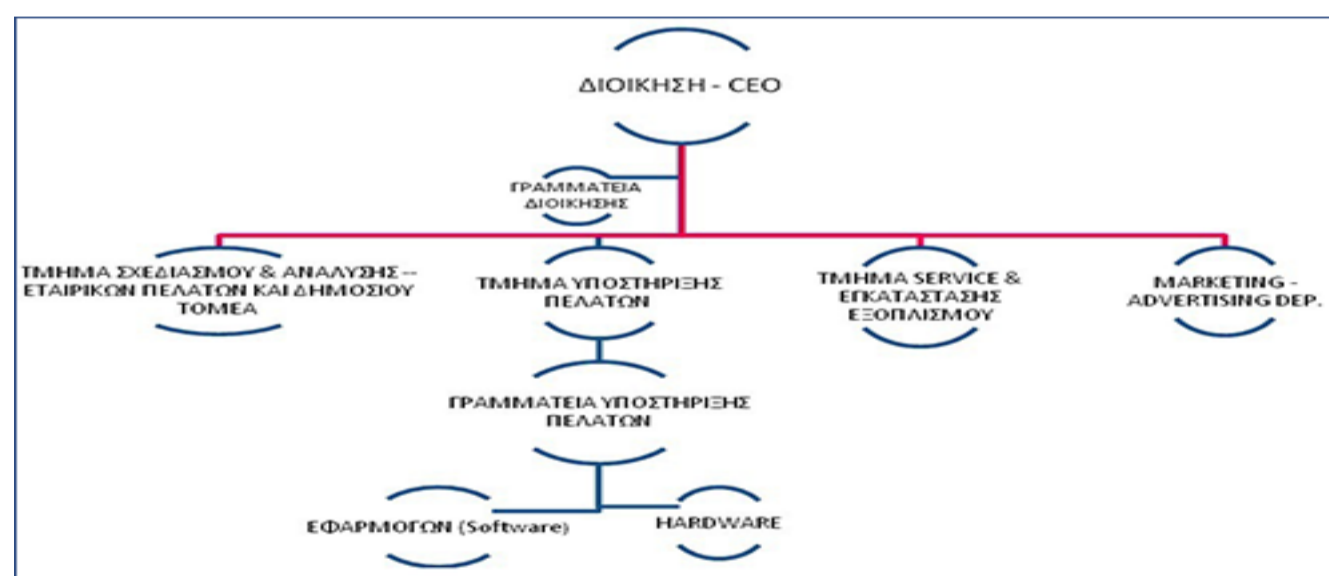 ΔΙΟΙΚΗΣΗ - CEO
ΓΡΑΜΜΑΤΕΙΑ
ΔΙΟΙΚΗΣΗΣ
ΤΜΗΜΑ ΣΧΕΔΙΑΣΜΟΥ & ΑΝΑΛΥΣΗΣ --
ΕΤΑΙΡΙΚΩΝ ΠΕΛΑΤΩΝ ΚΑΙ ΔΗΜΟΣΙΟΥ
ΤΟΜΕΑ
ΤΜΗΜΑ ΥΠΟΣΤΗΡΙΞΗΣ
ΠΕΛΑΤΩΝ
ΤΜΗΜΑ SERVICE &
ΕΓΚΑΤΑΣΤΑΣΗΣ
ΕΞΟΠΛΙΣΜΟΥ
MARKETING -
ADVERTISING DEP.
ΓΡΑΜΜΑΤΕΙΑ ΥΠΟΣΤΗΡΙΞΗΣ
ΠΕΛΑΤΩΝ
ΕΦΑΡΜΟΓΩΝ (Software)
HARDWARE